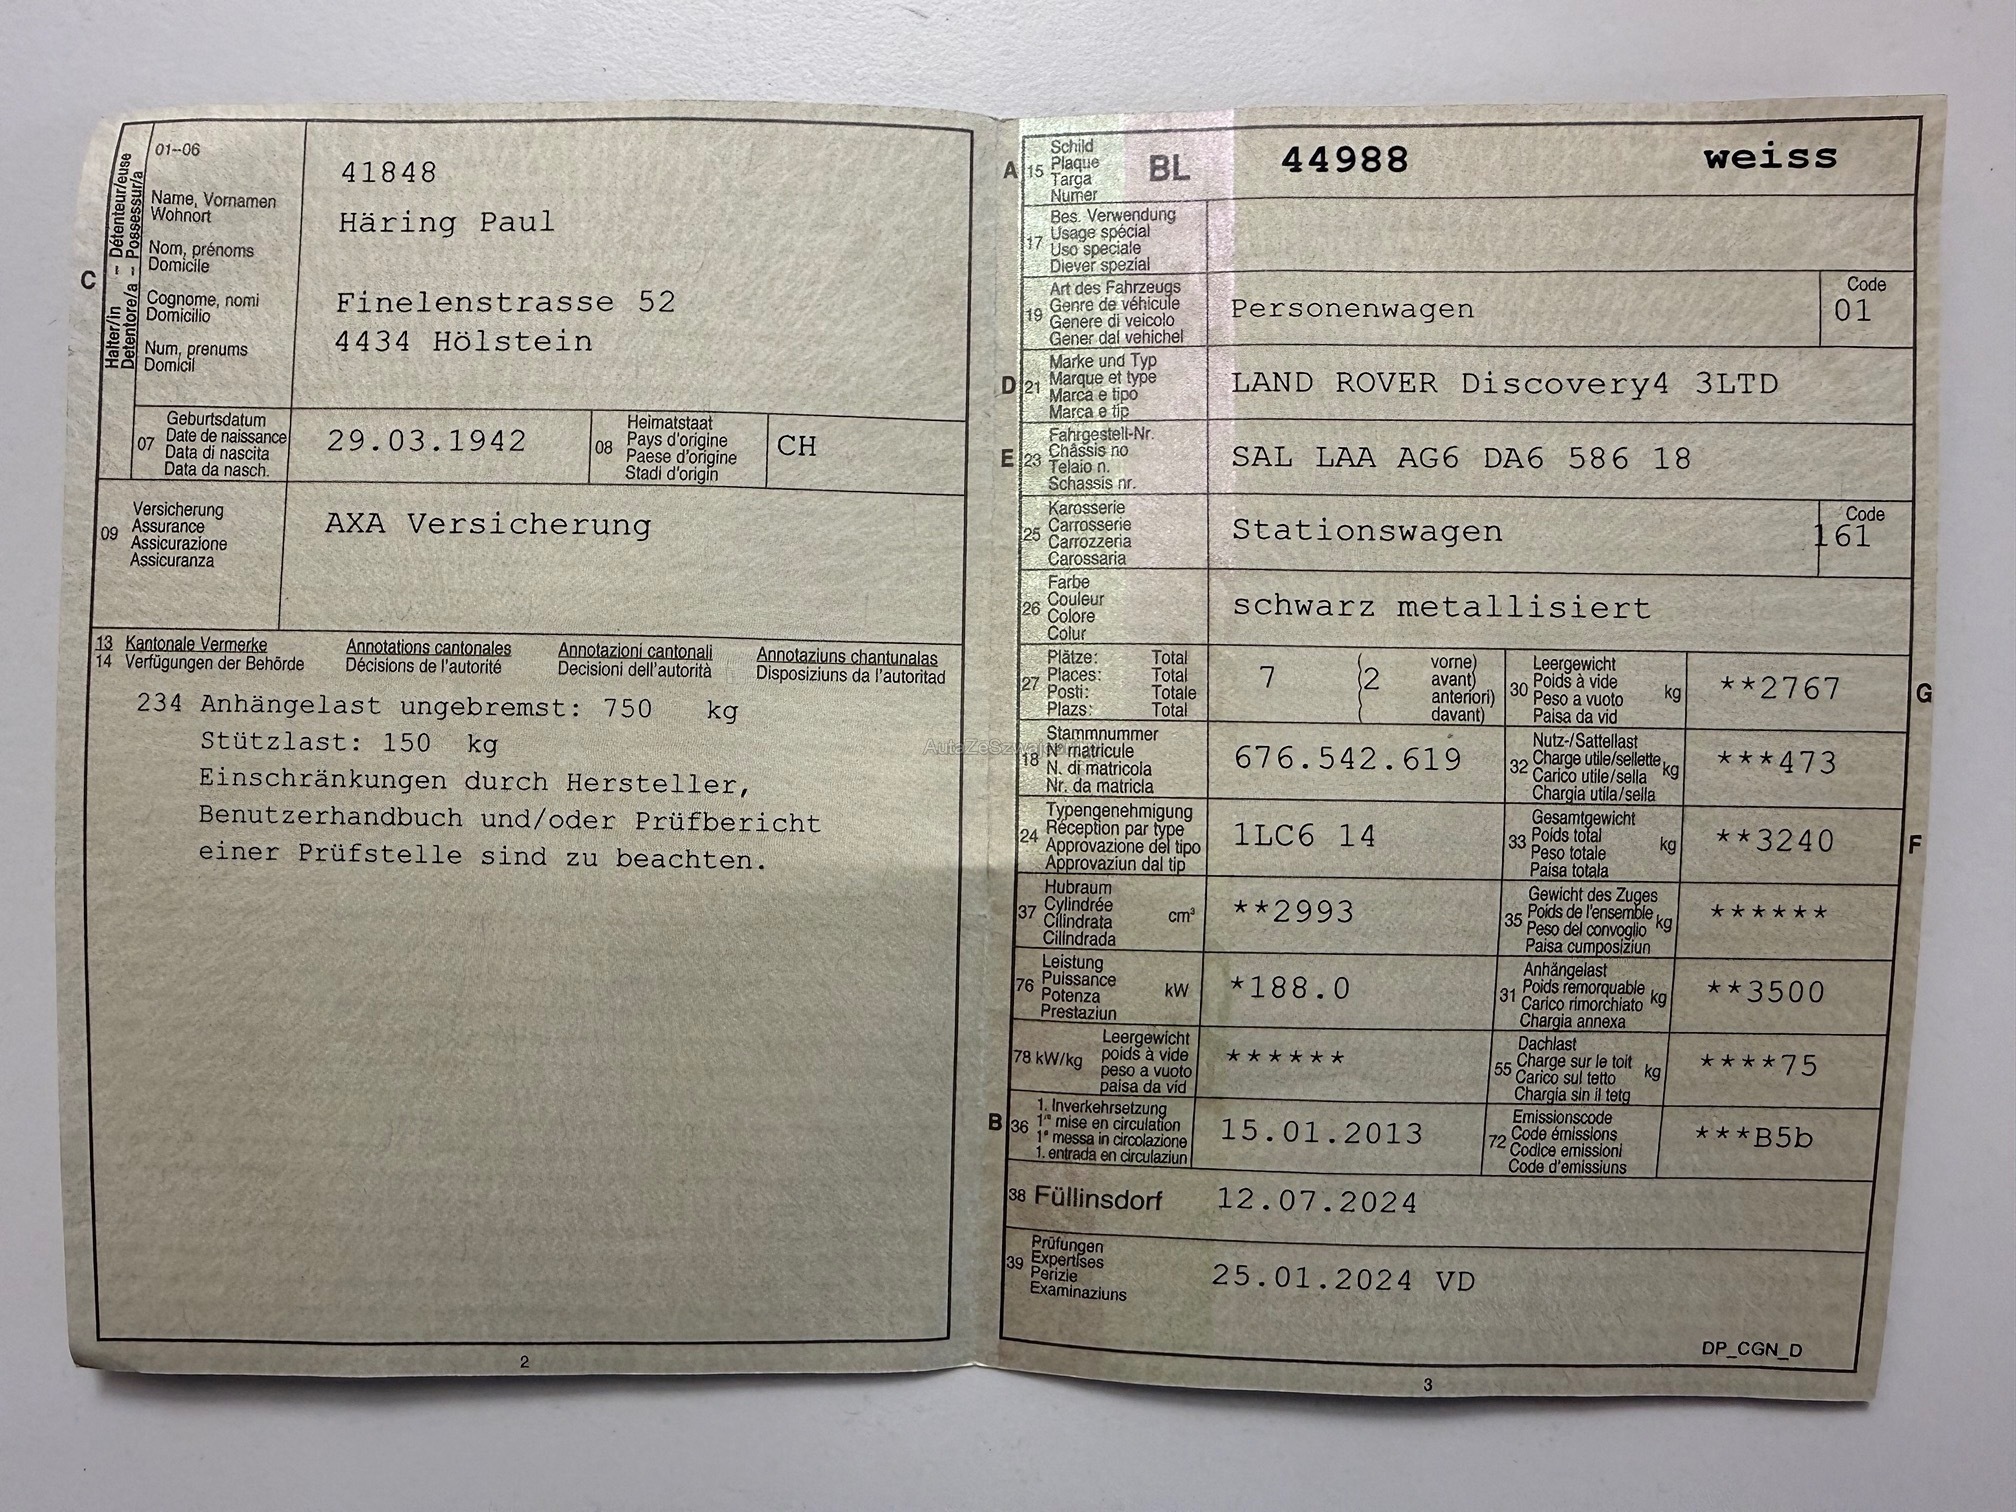 C
Halter/in – Détenteur/euse
Detentore/a – Possessur/a
01--06
41848
Name, Vornamen
Wohnort
Häring Paul
Nom, prénoms
Domicile
Cognome, nomi
Domicilio
Finelenstrasse 52
Num, prenums
Domicil
4434 Hölstein
07
Geburtsdatum
Date de naissance
Data di nascita
Data da nasch.
29.03.1942
08
Heimatstaat
Pays d'origine
Paese d'origine
Stadi d'origin
CH
09
Versicherung
Assurance
Assicurazione
Assicuranza
AXA Versicherung
13 Kantonale Vermerke Annotations cantonales Annotazioni cantonali Annotaziuns chantunalas
14 Verfügungen der Behörde Décisions de l'autorité Decisioni dell'autorità Disposiziuns da l'autoritad
234 Anhängelast ungebremst: 750 kg
Stützlast: 150 kg
Einschränkungen durch Hersteller,
Benutzerhandbuch und/oder Prüfbericht
einer Prüfstelle sind zu beachten.
2
A 15
Schild
Plaque
Targa
Numer
BL 44988 weiss
17
Bes. Verwendung
Usage spécial
Uso speciale
Diever spezial
19
Art des Fahrzeugs
Genre de véhicule
Genere di veicolo
Gener dal vehichel
Personenwagen
Code
01
D 21
Marke und Typ
Marque et type
Marca e tipo
Marca e tip
LAND ROVER Discovery4 3LTD
E 23
Fahrgestell-Nr.
Châssis no
Telaio n.
Schassis nr.
SAL LAA AG6 DA6 586 18
25
Karosserie
Carrosserie
Carrozzeria
Carossaria
Stationswagen
Code
161
26
Farbe
Couleur
Colore
Colur
schwarz metallisiert
27
Plätze: Total
Places: Total
Posti: Totale
Plazs: Total
7 (2
vorne)
avant)
anteriori)
davant)
30
Leergewicht
Poids à vide
Peso a vuoto
Paisa da vid
kg
**2767
G
18
Stammnummer
N° matricule
N. di matricola
Nr. da matricla
676.542.619
32
Nutz-/Sattellast
Charge utile/sellette
Carico utile/sella
Chargia utila/sella
kg
***473
24
Typengenehmigung
Réception par type
Approvazione del tipo
Approvaziun dal tip
1LC6 14
33
Gesamtgewicht
Poids total
Peso totale
Paisa totala
kg
**3240
F
37
Hubraum
Cylindrée
Cilindrata
Cilindrada
cm³
**2993
35
Gewicht des Zuges
Poids de l'ensemble
Peso del convoglio
Paisa cumposiziun
kg
******
76
Leistung
Puissance
Potenza
Prestaziun
kW
*188.0
31
Anhängelast
Poids remorquable
Carico rimorchiato
Chargia annexa
kg
**3500
78 kW/kg
Leergewicht
poids à vide
peso a vuoto
paisa da vid
******
55
Dachlast
Charge sur le toit
Carico sul tetto
Chargia sin il tetg
kg
****75
B 36
1. Inverkehrsetzung
1re mise en circulation
1a messa in circolazione
1. entrada en circulaziun
15.01.2013
72
Emissionscode
Code émissions
Codice emissioni
Code d'emissiuns
***B5b
38 Füllinsdorf 12.07.2024
39
Prüfungen
Expertises
Perizie
Examinaziuns
25.01.2024 VD
DP_CGN_D
3